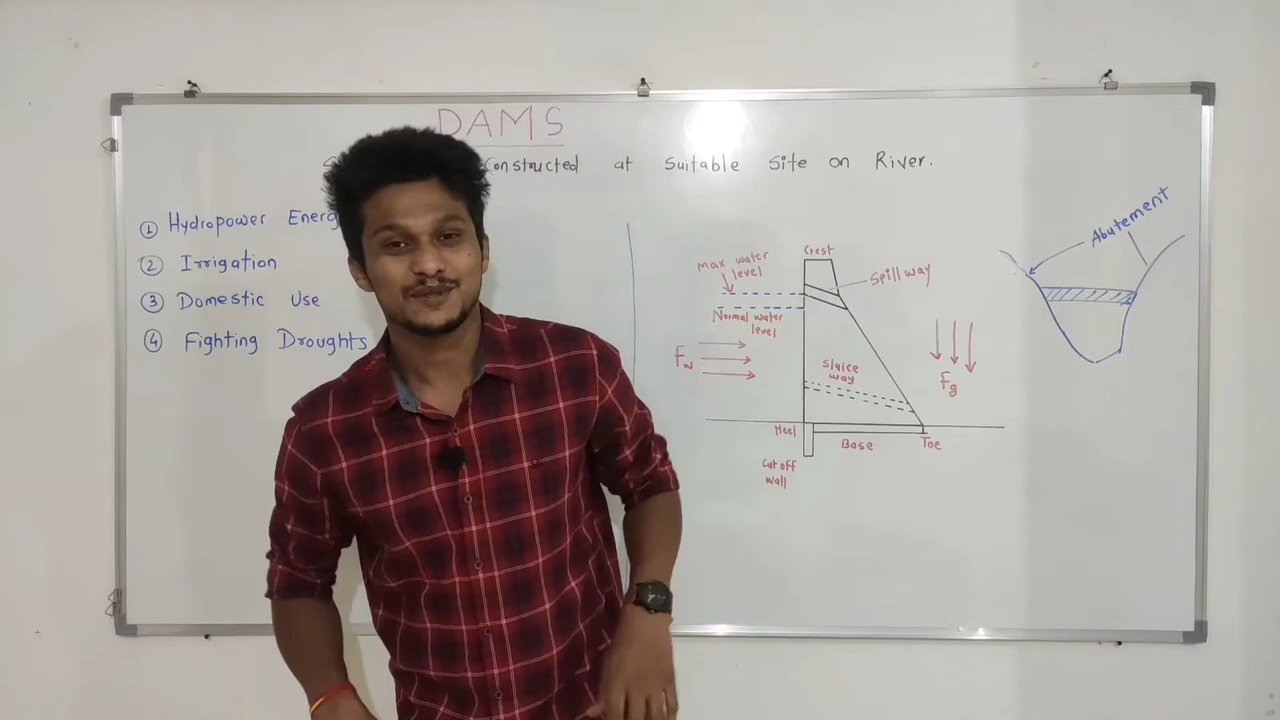 DAMS
constructed at Suitable Site on River.
① Hydropower Energ
② Irrigation
③ Domestic Use
④ Fighting Droughts
Max water
level
Normal water
level
Fw
Crest
Spill way
Sluice
way
Fg
Heel
Base
Toe
Cut off
wall
Abutement